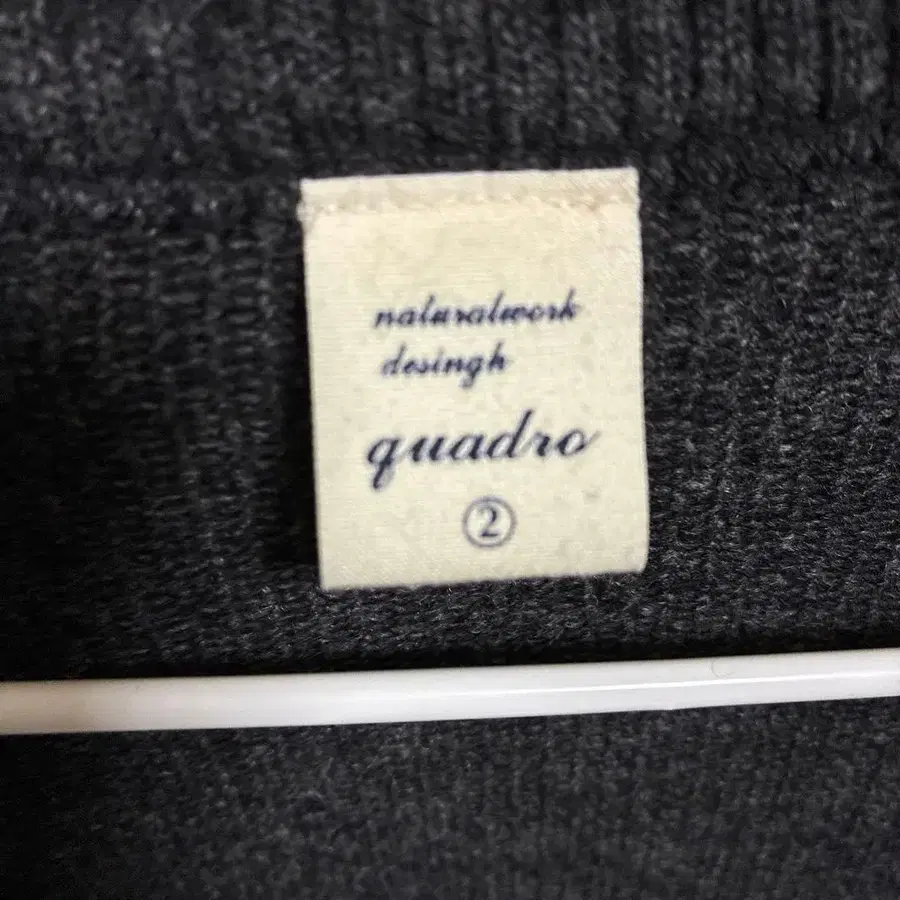 naturalwork
desingh
quadro
②